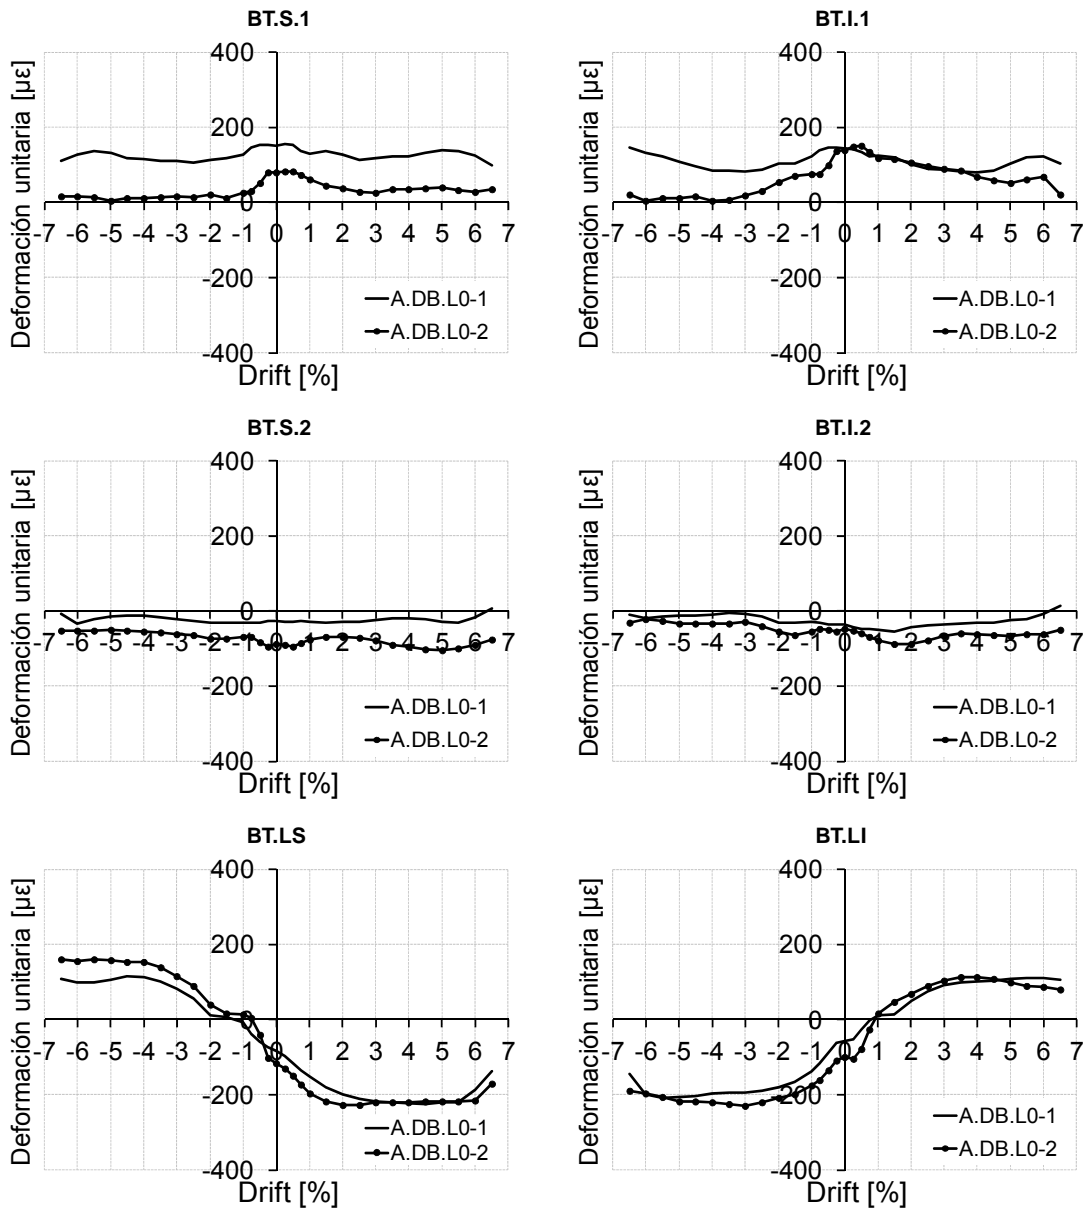 BT.S.1
Deformación unitaria [µε]
400
200
0
-200
-400
-7 -6 -5 -4 -3 -2 -1 0 1 2 3 4 5 6 7
A.DB.L0-1
A.DB.L0-2
Drift [%]
BT.I.1
Deformación unitaria [µε]
400
200
0
-200
-400
-7 -6 -5 -4 -3 -2 -1 0 1 2 3 4 5 6 7
A.DB.L0-1
A.DB.L0-2
Drift [%]
BT.S.2
Deformación unitaria [µε]
400
200
0
-200
-400
-7 -6 -5 -4 -3 -2 -1 0 1 2 3 4 5 6 7
A.DB.L0-1
A.DB.L0-2
Drift [%]
BT.I.2
Deformación unitaria [µε]
400
200
0
-200
-400
-7 -6 -5 -4 -3 -2 -1 0 1 2 3 4 5 6 7
A.DB.L0-1
A.DB.L0-2
Drift [%]
BT.LS
Deformación unitaria [µε]
400
200
0
-200
-400
-7 -6 -5 -4 -3 -2 -1 0 1 2 3 4 5 6 7
A.DB.L0-1
A.DB.L0-2
Drift [%]
BT.LI
Deformación unitaria [µε]
400
200
0
-200
-400
-7 -6 -5 -4 -3 -2 -1 0 1 2 3 4 5 6 7
A.DB.L0-1
A.DB.L0-2
Drift [%]